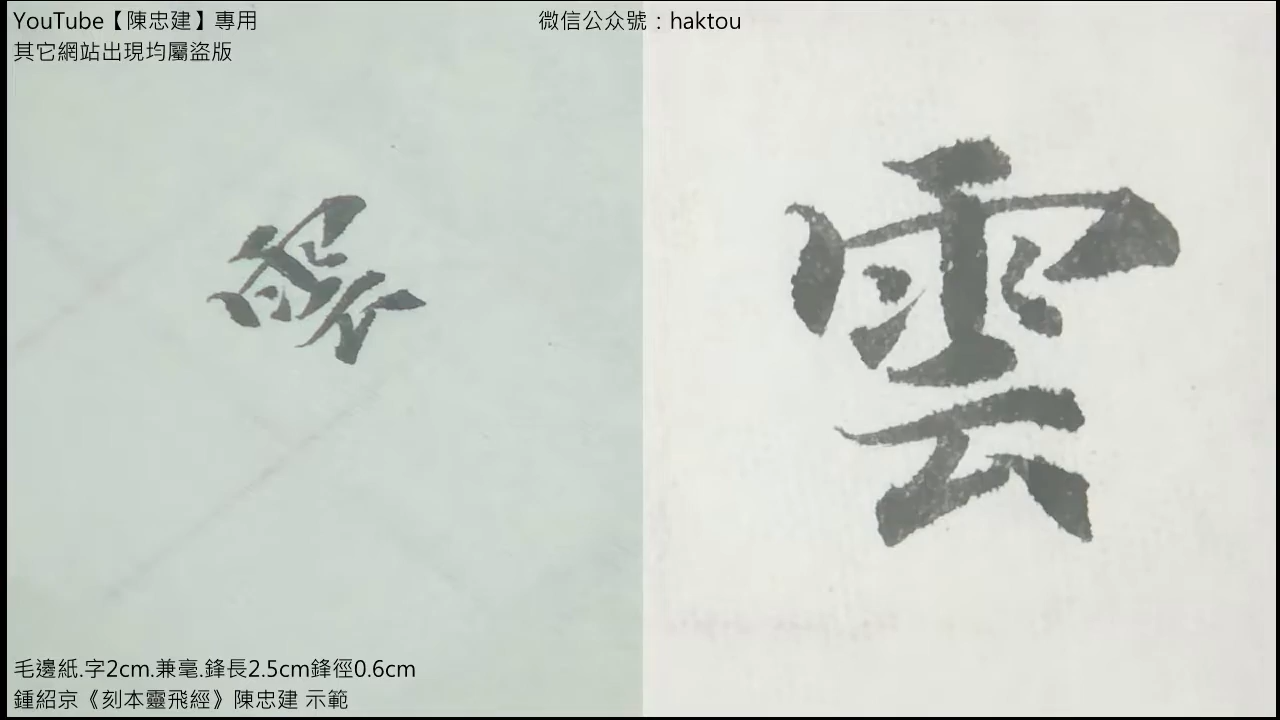 YouTube【陳忠建】專用
其它網站出現均屬盜版
微信公众號：haktou
雲
雲
毛邊紙.字2cm.兼毫.鋒長2.5cm鋒徑0.6cm
鍾紹京《刻本靈飛經》陳忠建 示範